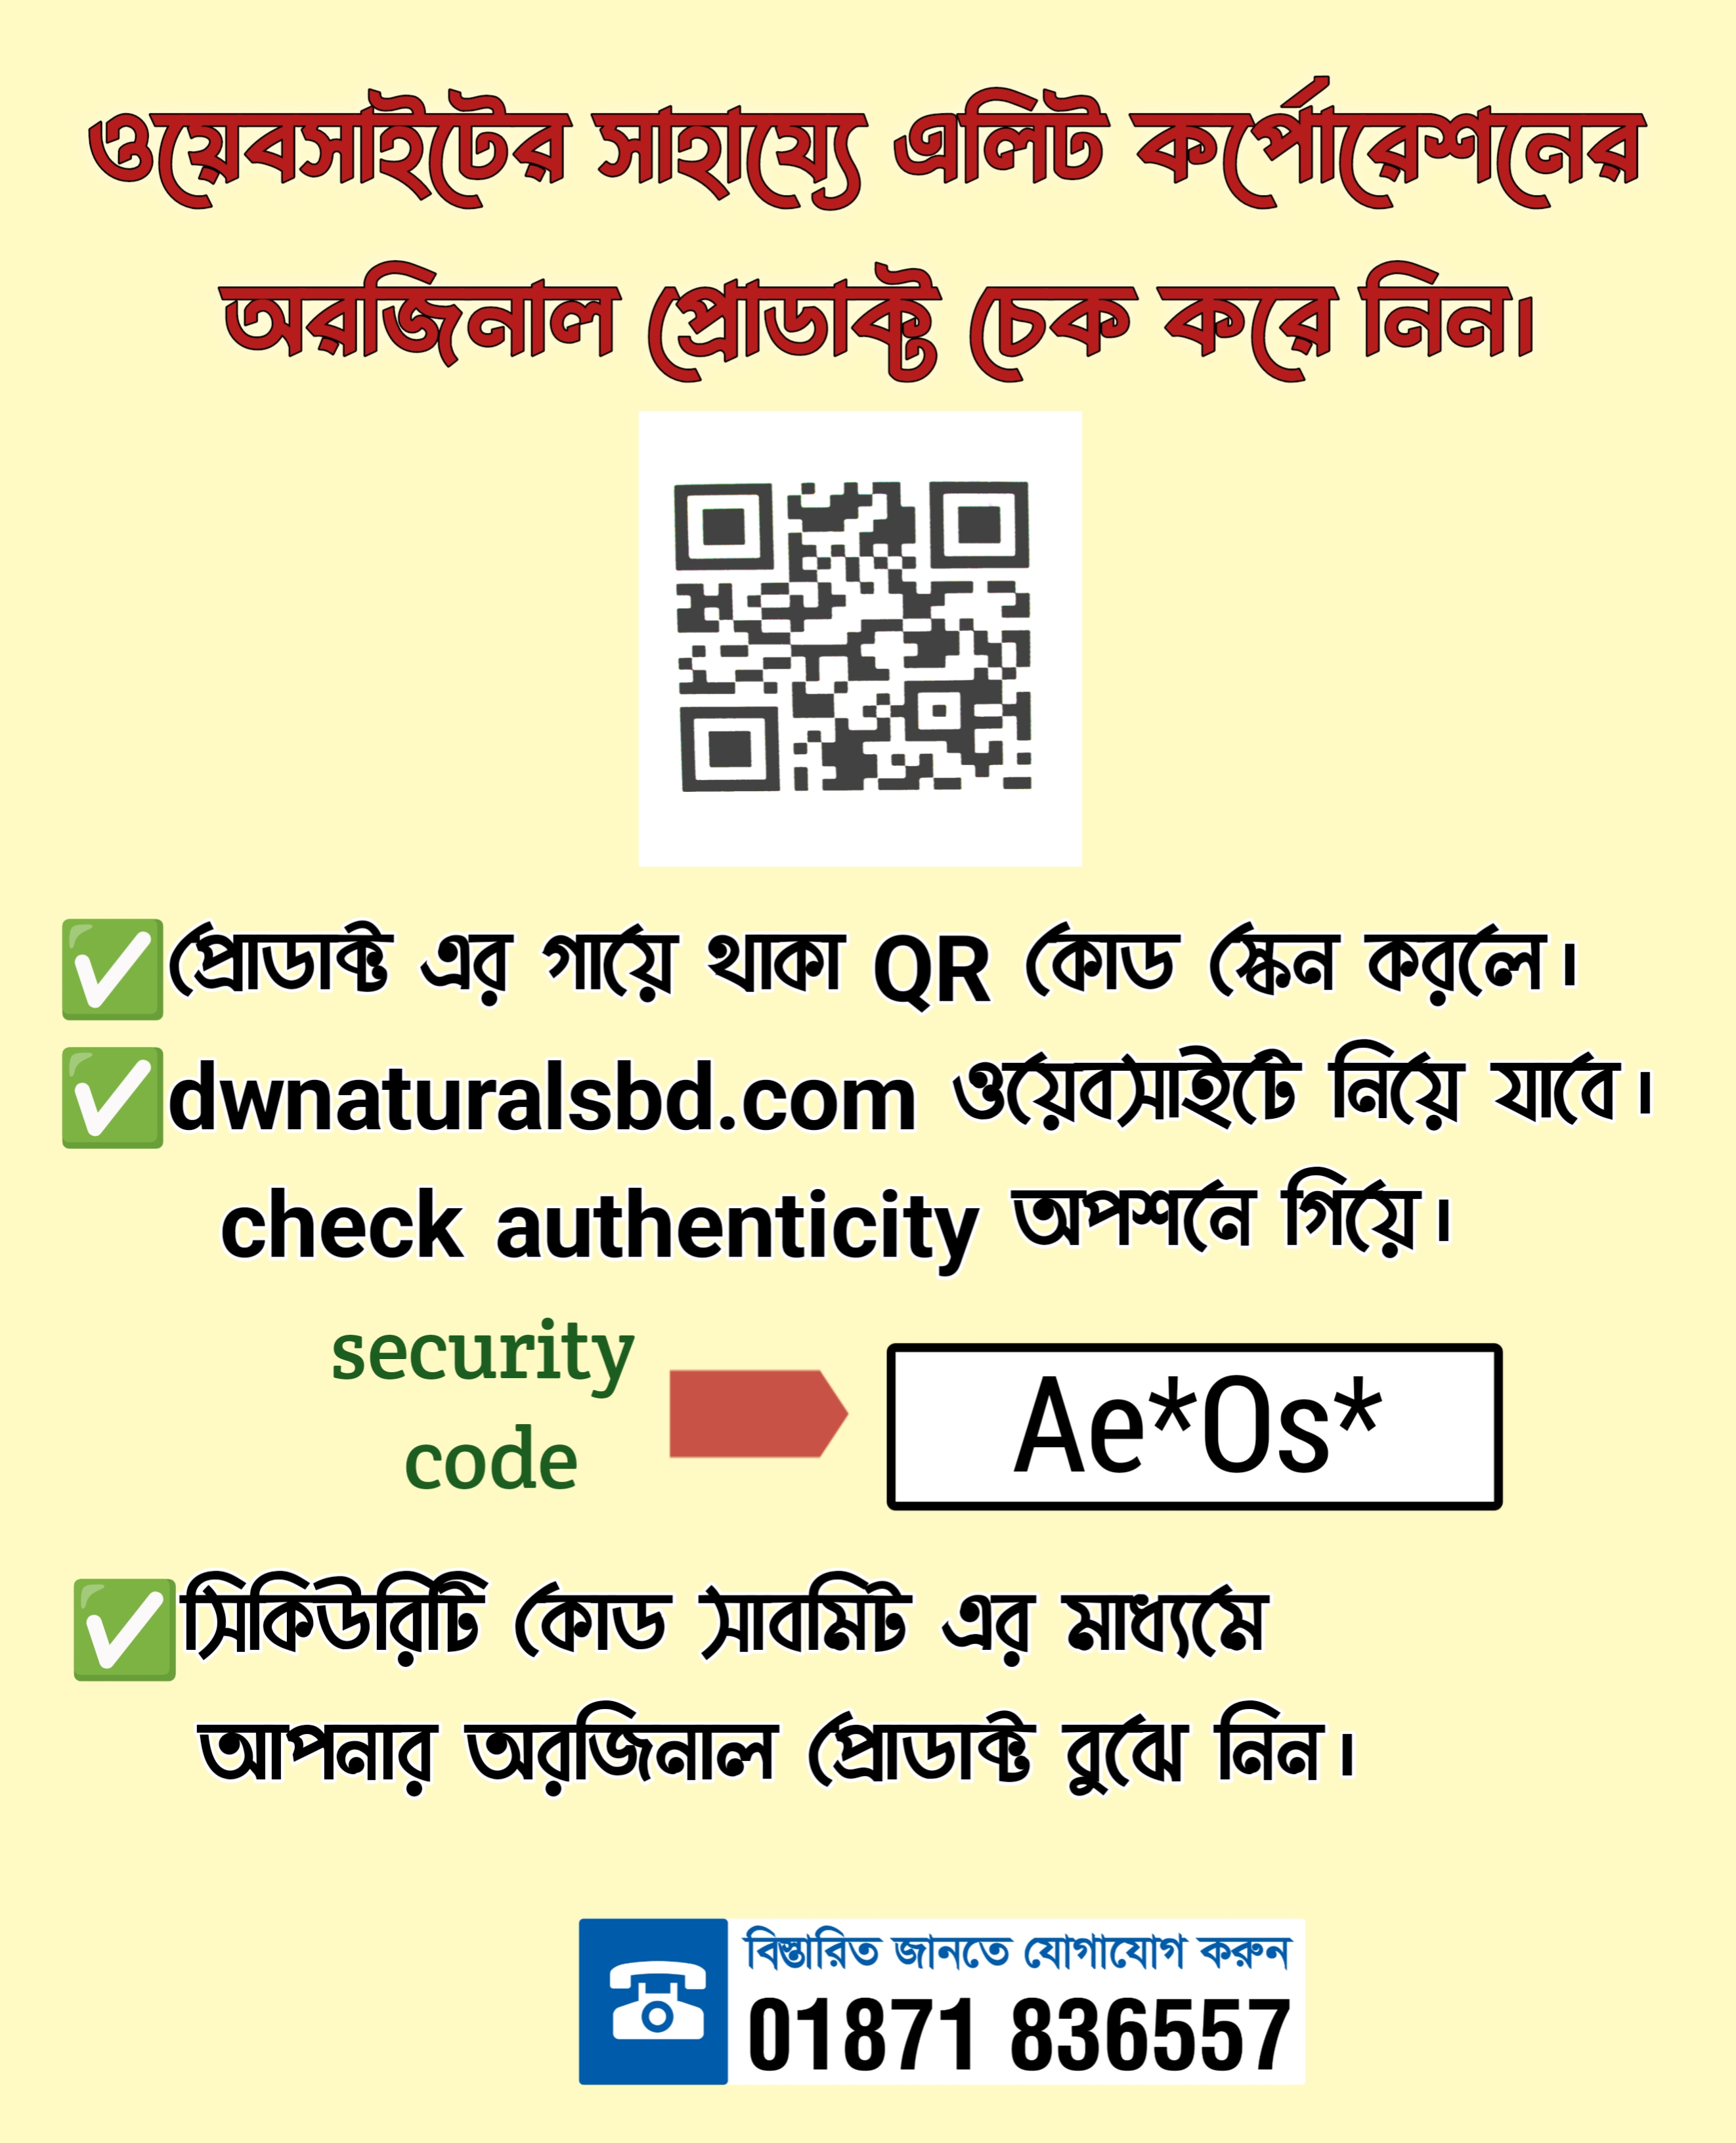 ওয়েবসাইটের সাহায্যে এলিট কর্পোরেশনের
অরজিনাল প্রোডাক্ট চেক করে নিন।
✅প্রোডাক্ট এর গায়ে থাকা QR কোড স্কেন করলে।
✅dwnaturalsbd.com ওয়েবসাইটে নিয়ে যাবে।
check authenticity অপশনে গিয়ে।
security
code
Ae*Os*
✅সিকিউরিটি কোড সাবমিট এর মাধ্যমে
আপনার অরজিনাল প্রোডাক্ট বুঝে নিন।
বিস্তারিত জানতে যোগাযোগ করুন
01871 836557